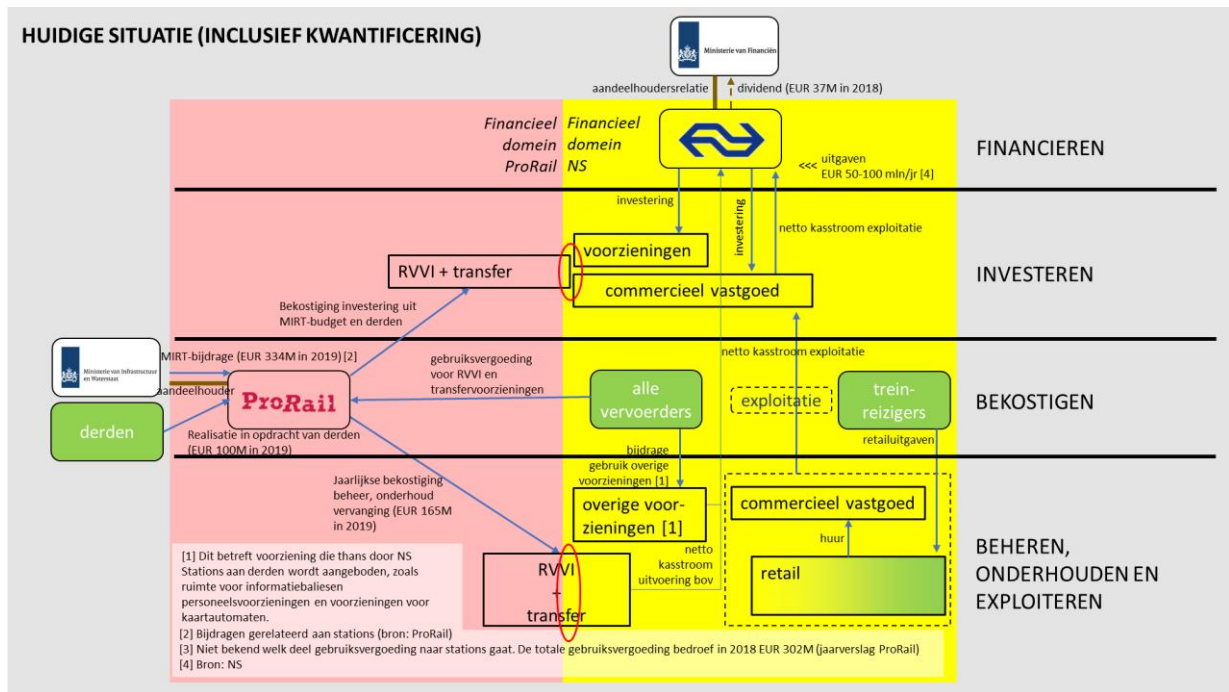 HUIDIGE SITUATIE (INCLUSIEF KWANTIFICERING)
Ministerie van Financiën
aandeelhoudersrelatie
dividend (EUR 37M in 2018)
Financieel
domein
ProRail
Financieel
domein
NS
<<< uitgaven
EUR 50-100 mln/jr [4]
FINANCIEREN
investering
investering
netto kasstroom exploitatie
voorzieningen
RVVI + transfer
commercieel vastgoed
INVESTEREN
Bekostiging investering uit
MIRT-budget en derden
Ministerie van Infrastructuur
en Waterstaat
MIRT-bijdrage (EUR 334M in 2019) [2]
aandeelhouder
gebruiksvergoeding
voor RVVI en
transfervoorzieningen
netto kasstroom exploitatie
ProRail
alle
vervoerders
exploitatie
trein-
reizigers
BEKOSTIGEN
derden
Realisatie in opdracht van derden
(EUR 100M in 2019)
retailuitgaven
bijdrage
gebruik overige
voorzieningen [1]
Jaarlijkse bekostiging
beheer, onderhoud
vervanging (EUR 165M
in 2019)
overige voor-
zieningen [1]
commercieel vastgoed
huur
netto
kasstroom
uitvoering bov
RVVI
+
transfer
retail
BEHEREN,
ONDERHOUDEN EN
EXPLOITEREN
[1] Dit betreft voorziening die thans door NS
Stations aan derden wordt aangeboden, zoals
ruimte voor informatiebaliesen
personeelsvoorzieningen en voorzieningen voor
kaartautomaten.
[2] Bijdragen gerelateerd aan stations (bron: ProRail)
[3] Niet bekend welk deel gebruiksvergoeding naar stations gaat. De totale gebruiksvergoeding bedroef in 2018 EUR 302M (jaarverslag ProRail)
[4] Bron: NS